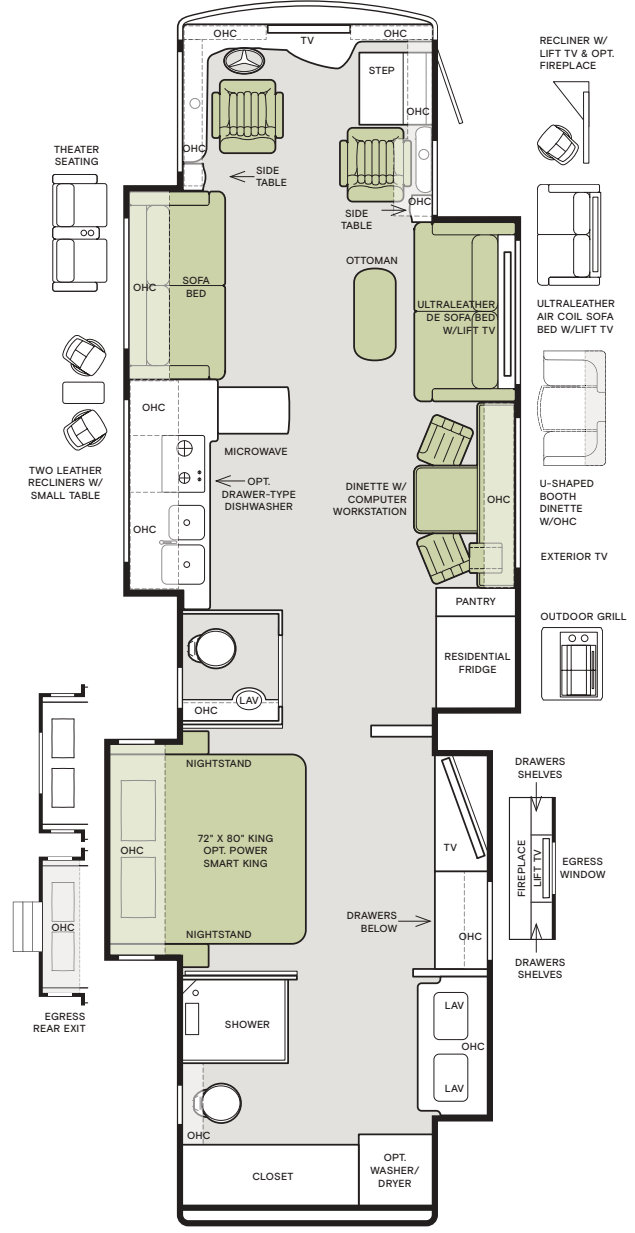 OHC
TV
OHC
RECLINER W/
LIFT TV & OPT.
FIREPLACE
STEP
OHC
OHC
THEATER
SEATING
SIDE
TABLE
OHC
SIDE
TABLE
OTTOMAN
OHC
SOFA
BED
ULTRALEATHER
DE SOFA/BED
W/LIFT TV
ULTRALEATHER
AIR COIL SOFA
BED W/LIFT TV
OHC
MICROWAVE
TWO LEATHER
RECLINERS W/
SMALL TABLE
OPT.
DRAWER-TYPE
DISHWASHER
DINETTE W/
COMPUTER
WORKSTATION
OHC
U-SHAPED
BOOTH
DINETTE
W/OHC
OHC
EXTERIOR TV
PANTRY
OUTDOOR GRILL
RESIDENTIAL
FRIDGE
LAV
OHC
NIGHTSTAND
DRAWERS
SHELVES
72" X 80" KING
OPT. POWER
SMART KING
OHC
TV
FIREPLACE
LIFT TV
EGRESS
WINDOW
DRAWERS
BELOW
OHC
NIGHTSTAND
OHC
DRAWERS
SHELVES
EGRESS
REAR EXIT
SHOWER
LAV
OHC
LAV
OHC
CLOSET
OPT.
WASHER/
DRYER